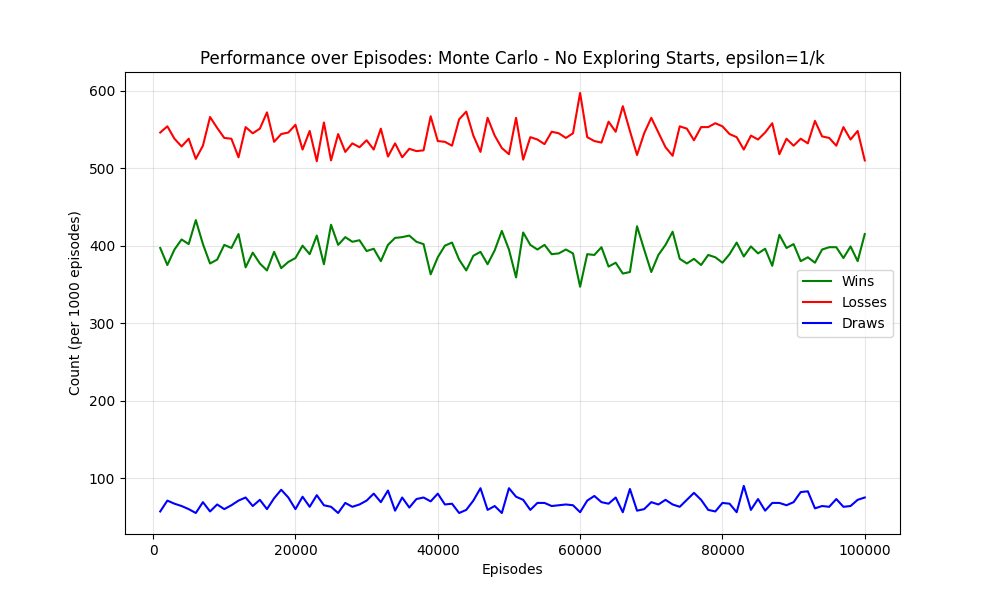 Performance over Episodes: Monte Carlo - No Exploring Starts, epsilon=1/k
600
500
400
300
200
100
Count (per 1000 episodes)
Wins
Losses
Draws
0
20000
40000
60000
80000
100000
Episodes